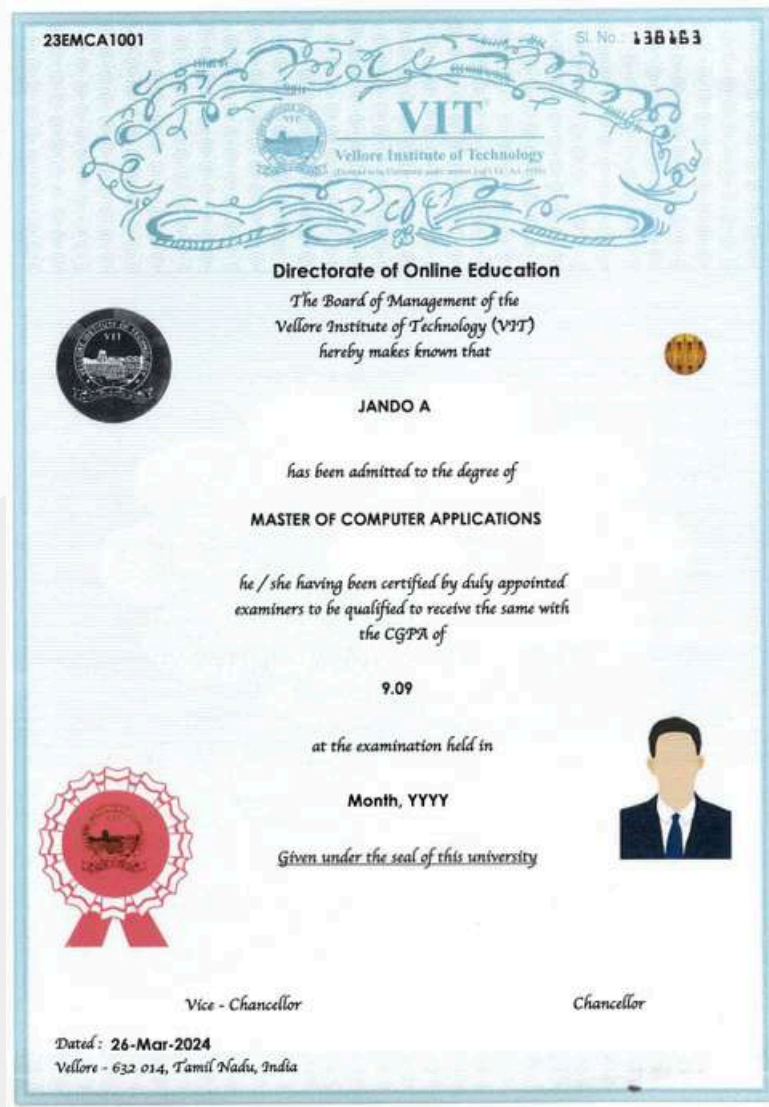 23EMCA1001
Sl. No.: 138163
VIT
Vellore Institute of Technology
Directorate of Online Education
The Board of Management of the
Vellore Institute of Technology (VIT)
hereby makes known that
JANDO A
has been admitted to the degree of
MASTER OF COMPUTER APPLICATIONS
he / she having been certified by duly appointed
examiners to be qualified to receive the same with
the CGPA of
9.09
at the examination held in
Month, YYYY
Given under the seal of this university
Vice - Chancellor
Chancellor
Dated : 26-Mar-2024
Vellore - 632 014, Tamil Nadu, India